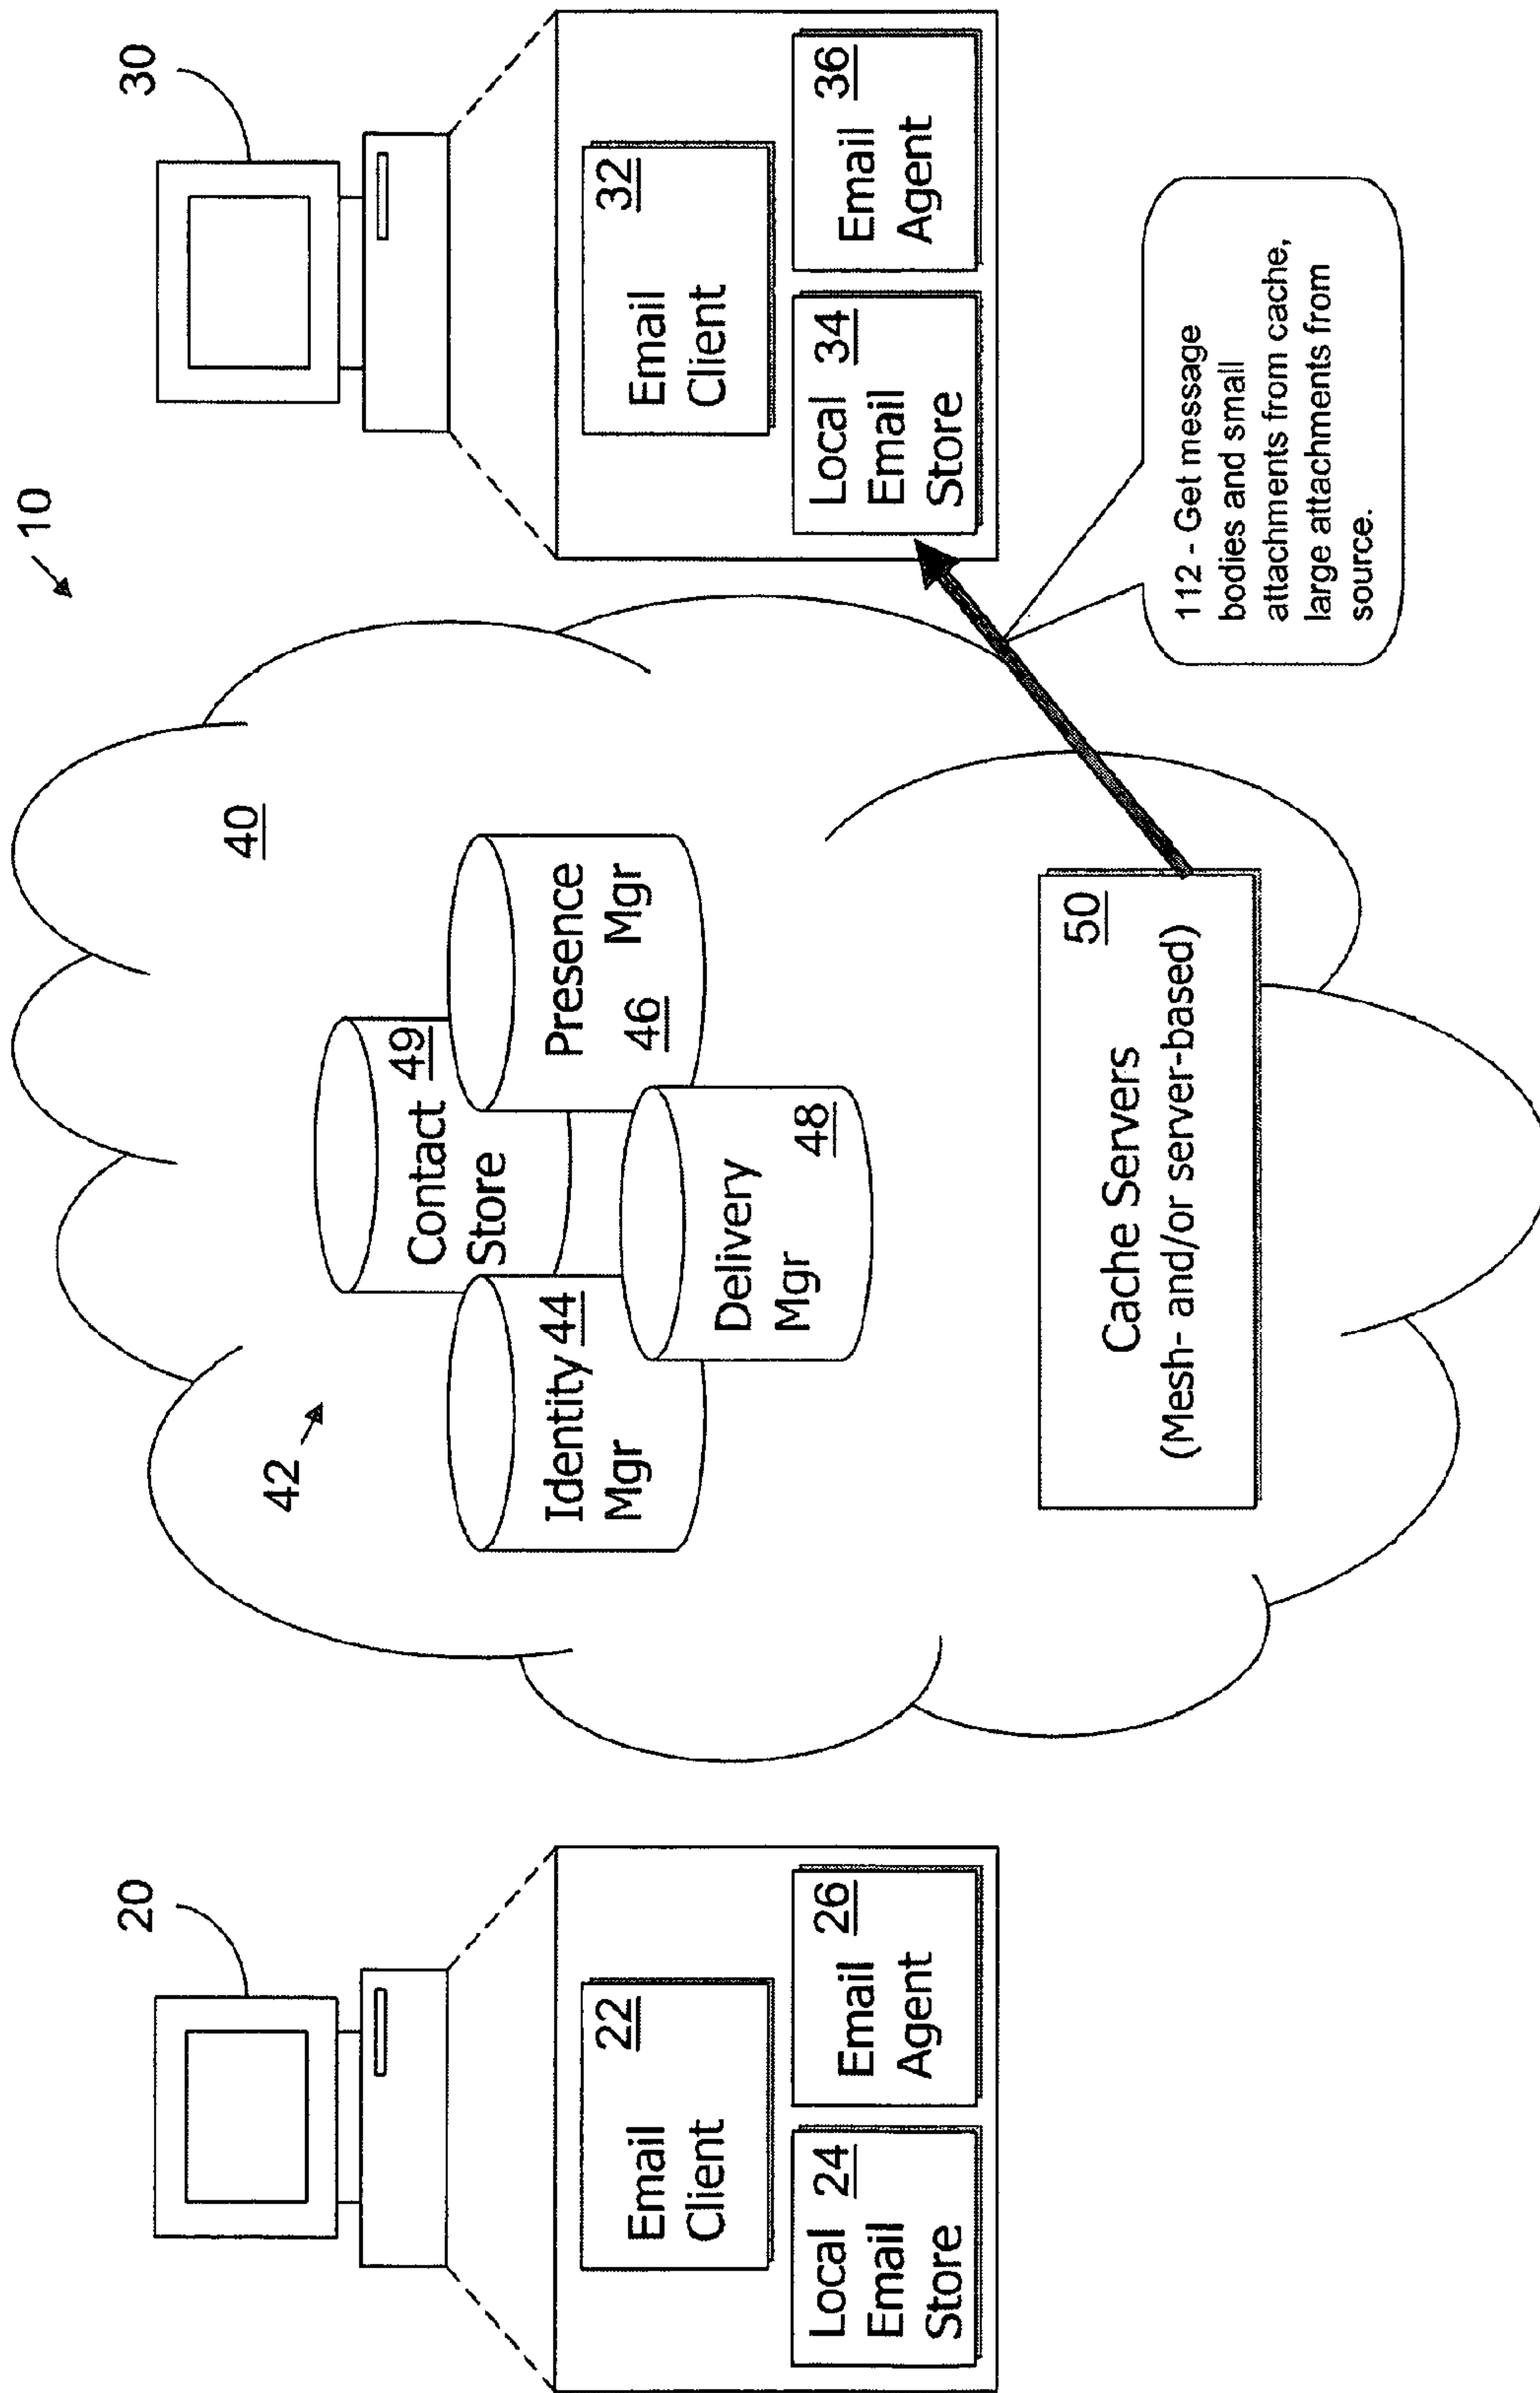 10
20
Email
Client
22
Local
Email
Store
24
Email
Agent
26
42
40
Contact
Store
49
Identity
Mgr
44
Presence
Mgr
46
Delivery
Mgr
48
Cache Servers
(Mesh- and/or server-based)
50
30
Email
Client
32
Local
Email
Store
34
Email
Agent
36
112 - Get message
bodies and small
attachments from cache,
large attachments from
source.